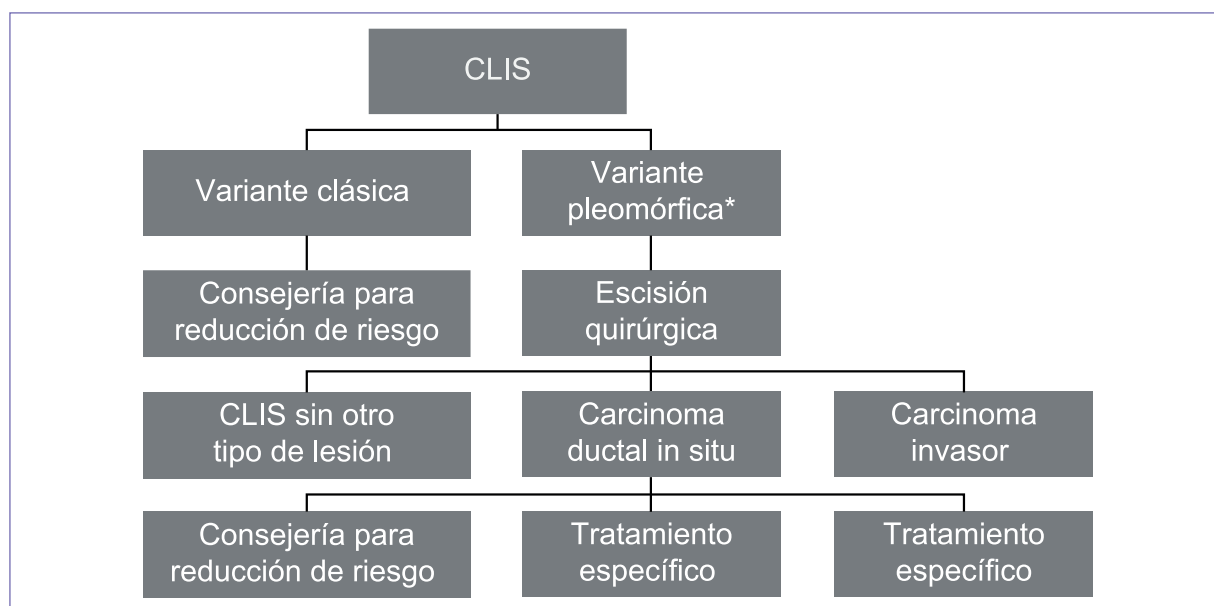 CLIS
Variante clásica
Variante
pleomórfica*
Consejería para
reducción de riesgo
Escisión
quirúrgica
CLIS sin otro
tipo de lesión
Carcinoma
ductal in situ
Carcinoma
invasor
Consejería para
reducción de riesgo
Tratamiento
específico
Tratamiento
específico